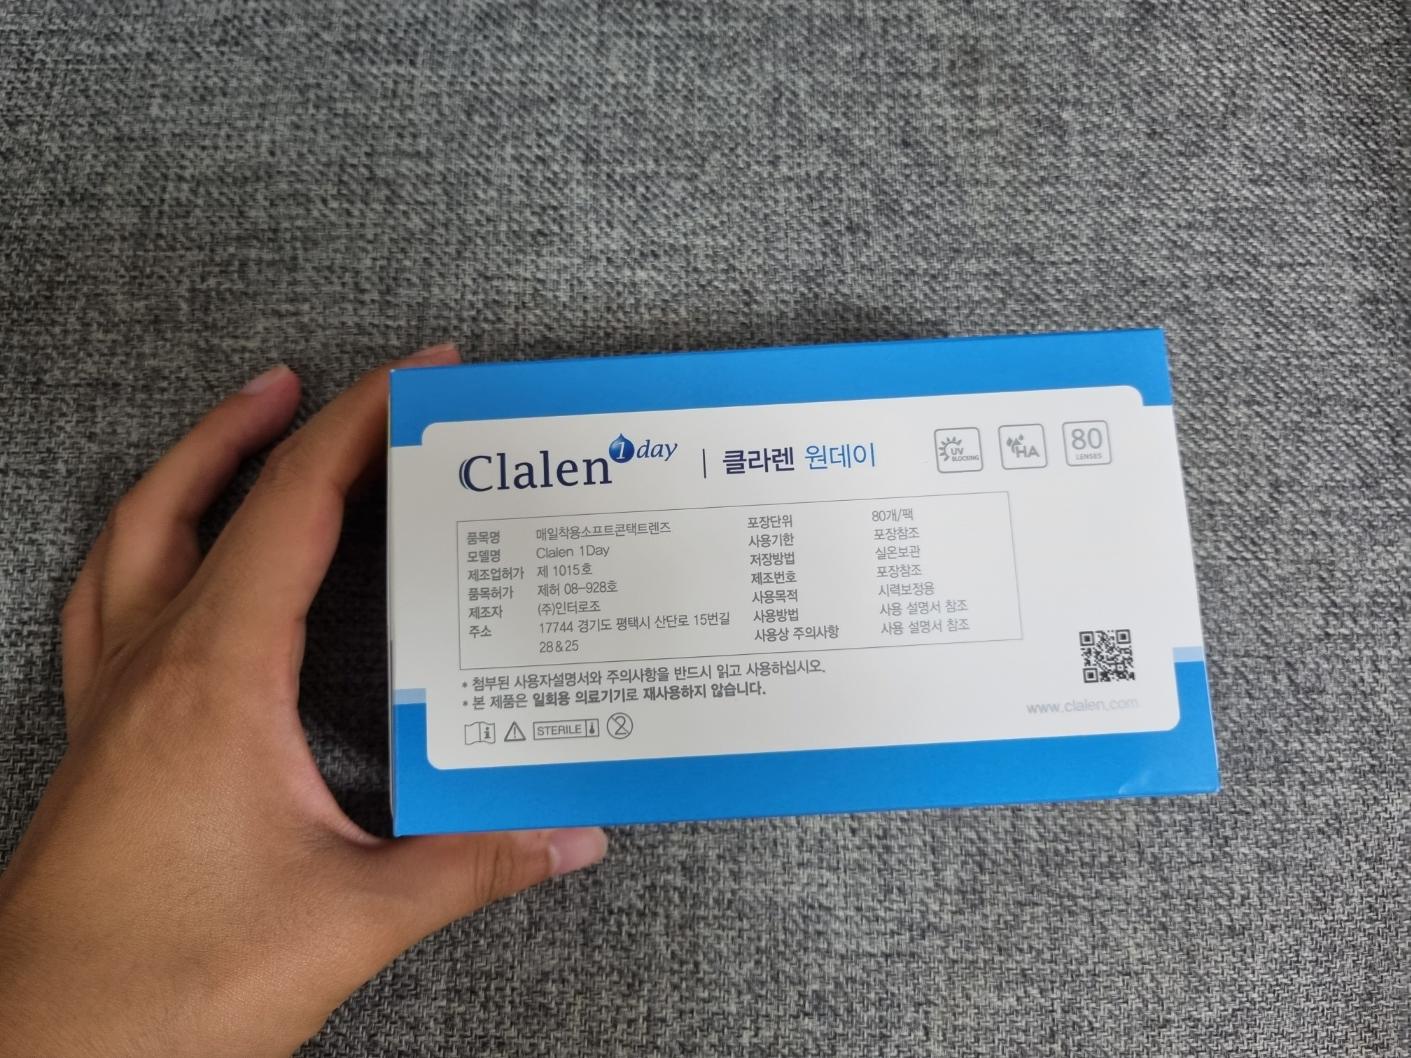 Clalen 1 day | 클라렌 원데이
UV BLOCKING
HA
80 LENSES
품목명 매일착용소프트콘택트렌즈
모델명 Clalen 1Day
제조업허가 제 1015호
품목허가 제허 08-928호
제조자 (주)인터로조
주소 17744 경기도 평택시 산단로 15번길
28&25
포장단위 80개/팩
사용기한 포장참조
저장방법 실온보관
제조번호 포장참조
사용목적 시력보정용
사용방법 사용 설명서 참조
사용상 주의사항 사용 설명서 참조
* 첨부된 사용자설명서와 주의사항을 반드시 읽고 사용하십시오.
* 본 제품은 일회용 의료기기로 재사용하지 않습니다.
STERILE
2
www.clalen.com